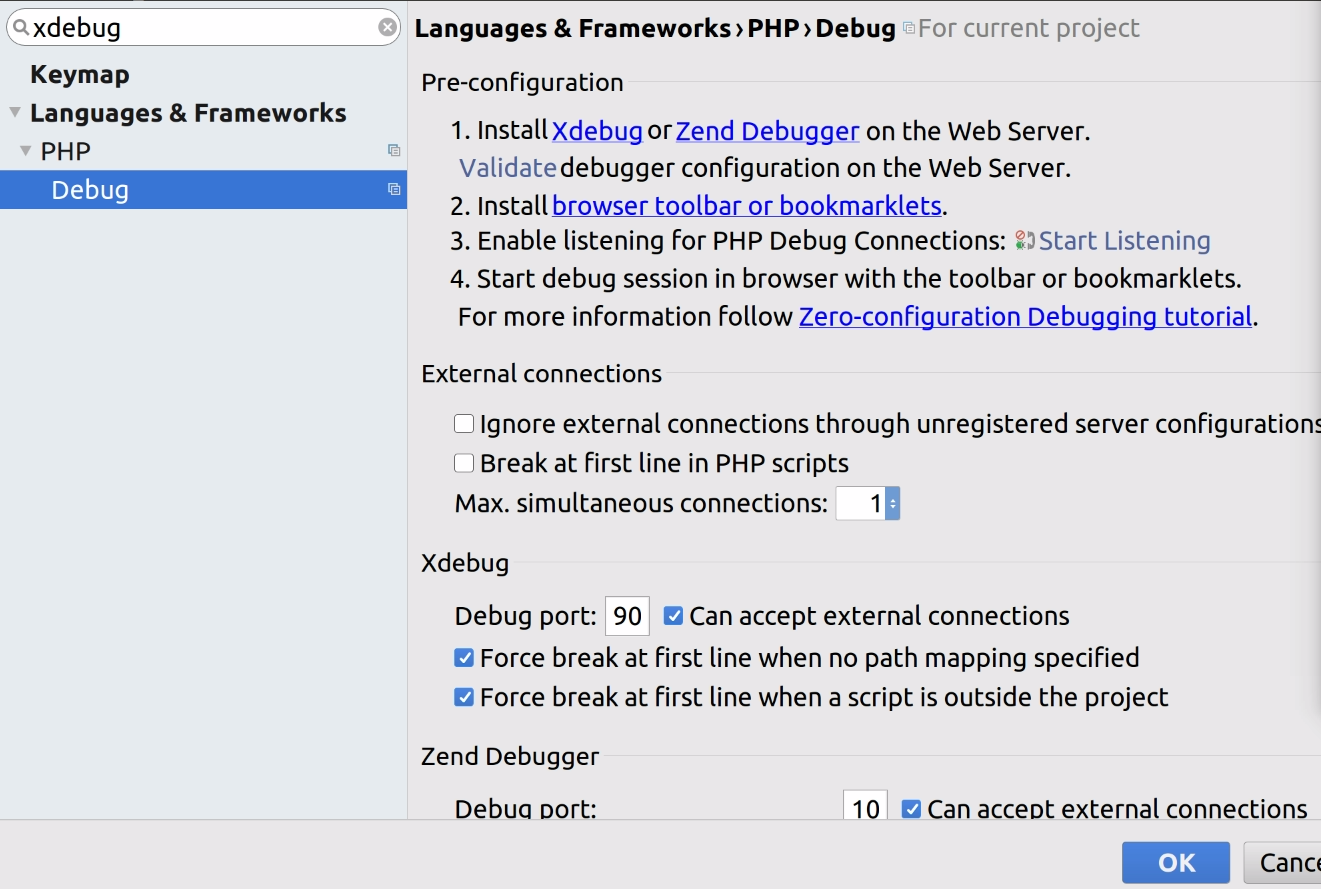 xdebug
Keymap
Languages & Frameworks
PHP
Debug
Languages & Frameworks › PHP › Debug For current project
Pre-configuration
1. Install Xdebug or Zend Debugger on the Web Server.
Validate debugger configuration on the Web Server.
2. Install browser toolbar or bookmarklets.
3. Enable listening for PHP Debug Connections: Start Listening
4. Start debug session in browser with the toolbar or bookmarklets.
For more information follow Zero-configuration Debugging tutorial.
External connections
Ignore external connections through unregistered server configurations
Break at first line in PHP scripts
Max. simultaneous connections: 1
Xdebug
Debug port: 90 Can accept external connections
Force break at first line when no path mapping specified
Force break at first line when a script is outside the project
Zend Debugger
Debug port: 10 Can accept external connections
OK Cance